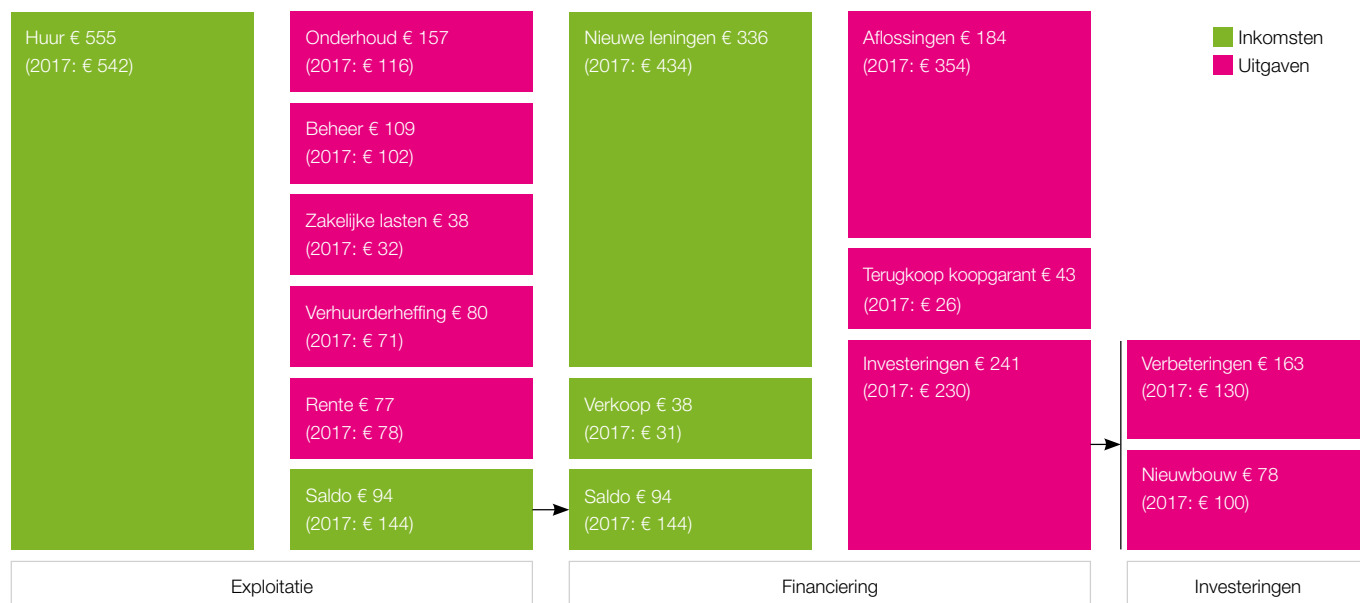 Huur € 555
(2017: € 542)
Onderhoud € 157
(2017: € 116)
Beheer € 109
(2017: € 102)
Zakelijke lasten € 38
(2017: € 32)
Verhuurderheffing € 80
(2017: € 71)
Rente € 77
(2017: € 78)
Saldo € 94
(2017: € 144)
Nieuwe leningen € 336
(2017: € 434)
Verkoop € 38
(2017: € 31)
Saldo € 94
(2017: € 144)
Aflossingen € 184
(2017: € 354)
Terugkoop koopgarant € 43
(2017: € 26)
Investeringen € 241
(2017: € 230)
Verbeteringen € 163
(2017: € 130)
Nieuwbouw € 78
(2017: € 100)
Inkomsten
Uitgaven
Exploitatie
Financiering
Investeringen